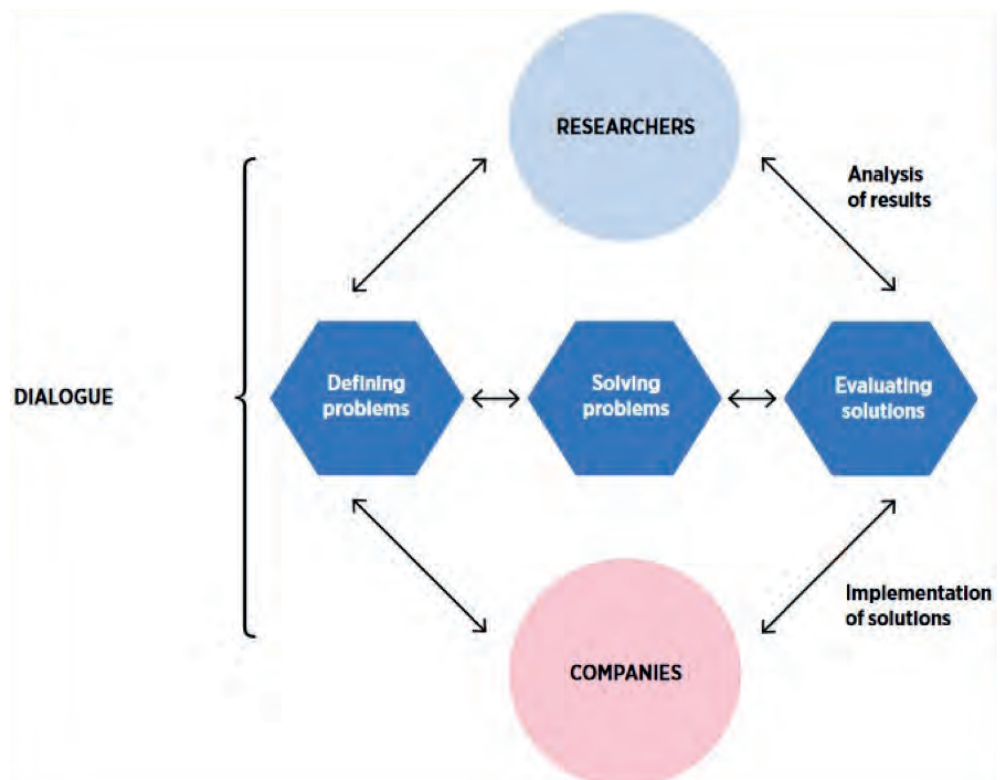 RESEARCHERS
Analysis
of results
DIALOGUE
Defining
problems
Solving
problems
Evaluating
solutions
Implementation
of solutions
COMPANIES